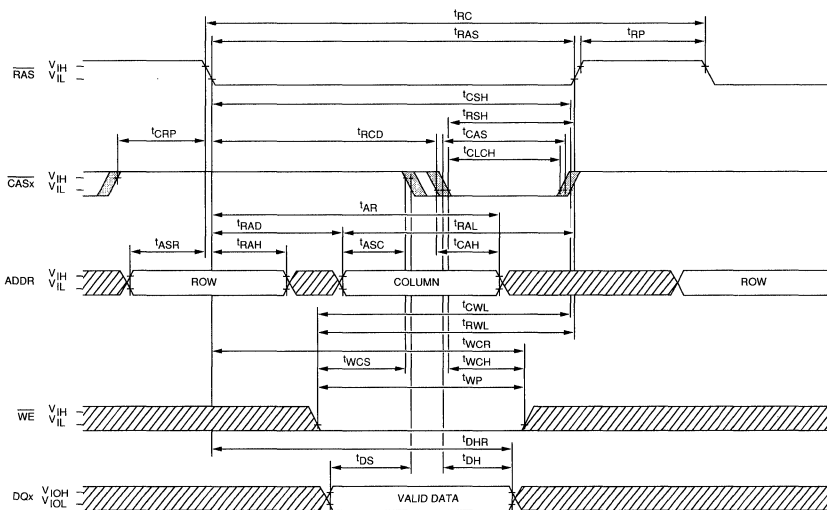 tRC
tRAS
tRP
RAS VIH
VIL
tCSH
tRSH
tCRP
tRCD
tCAS
tCLCH
CASx VIH
VIL
tAR
tRAD
tRAL
tASR
tRAH
tASC
tCAH
ADDR VIH
VIL
ROW
COLUMN
ROW
tCWL
tRWL
tWCR
tWCS
tWCH
tWP
WE VIH
VIL
tDHR
tDS
tDH
DQx VIOH
VIOL
VALID DATA